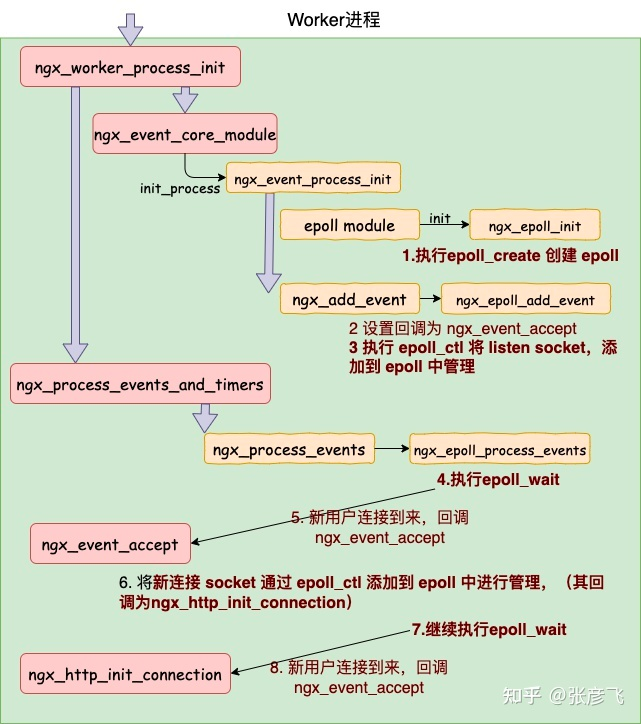 Worker进程
ngx_worker_process_init
ngx_event_core_module
init_process
ngx_event_process_init
epoll module
init
ngx_epoll_init
1.执行epoll_create 创建 epoll
ngx_add_event
ngx_epoll_add_event
2 设置回调为 ngx_event_accept
3 执行 epoll_ctl 将 listen socket，添
加到 epoll 中管理
ngx_process_events_and_timers
ngx_process_events
ngx_epoll_process_events
4.执行epoll_wait
5. 新用户连接到来，回调
ngx_event_accept
ngx_event_accept
6. 将新连接 socket 通过 epoll_ctl 添加到 epoll 中进行管理，（其回
调为ngx_http_init_connection）
7.继续执行epoll_wait
ngx_http_init_connection
8. 新用户连接到来，回调
ngx_event_accept
知乎 @张彦飞